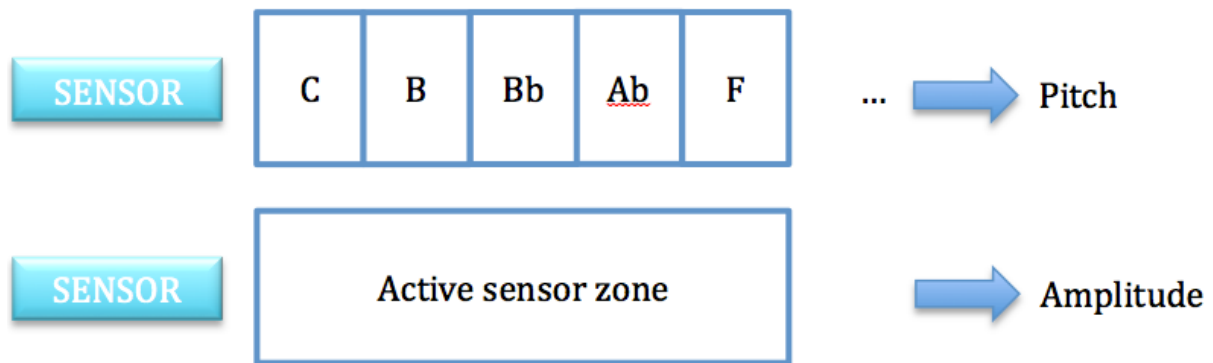 SENSOR C B Bb Ab F ... Pitch
SENSOR Active sensor zone Amplitude